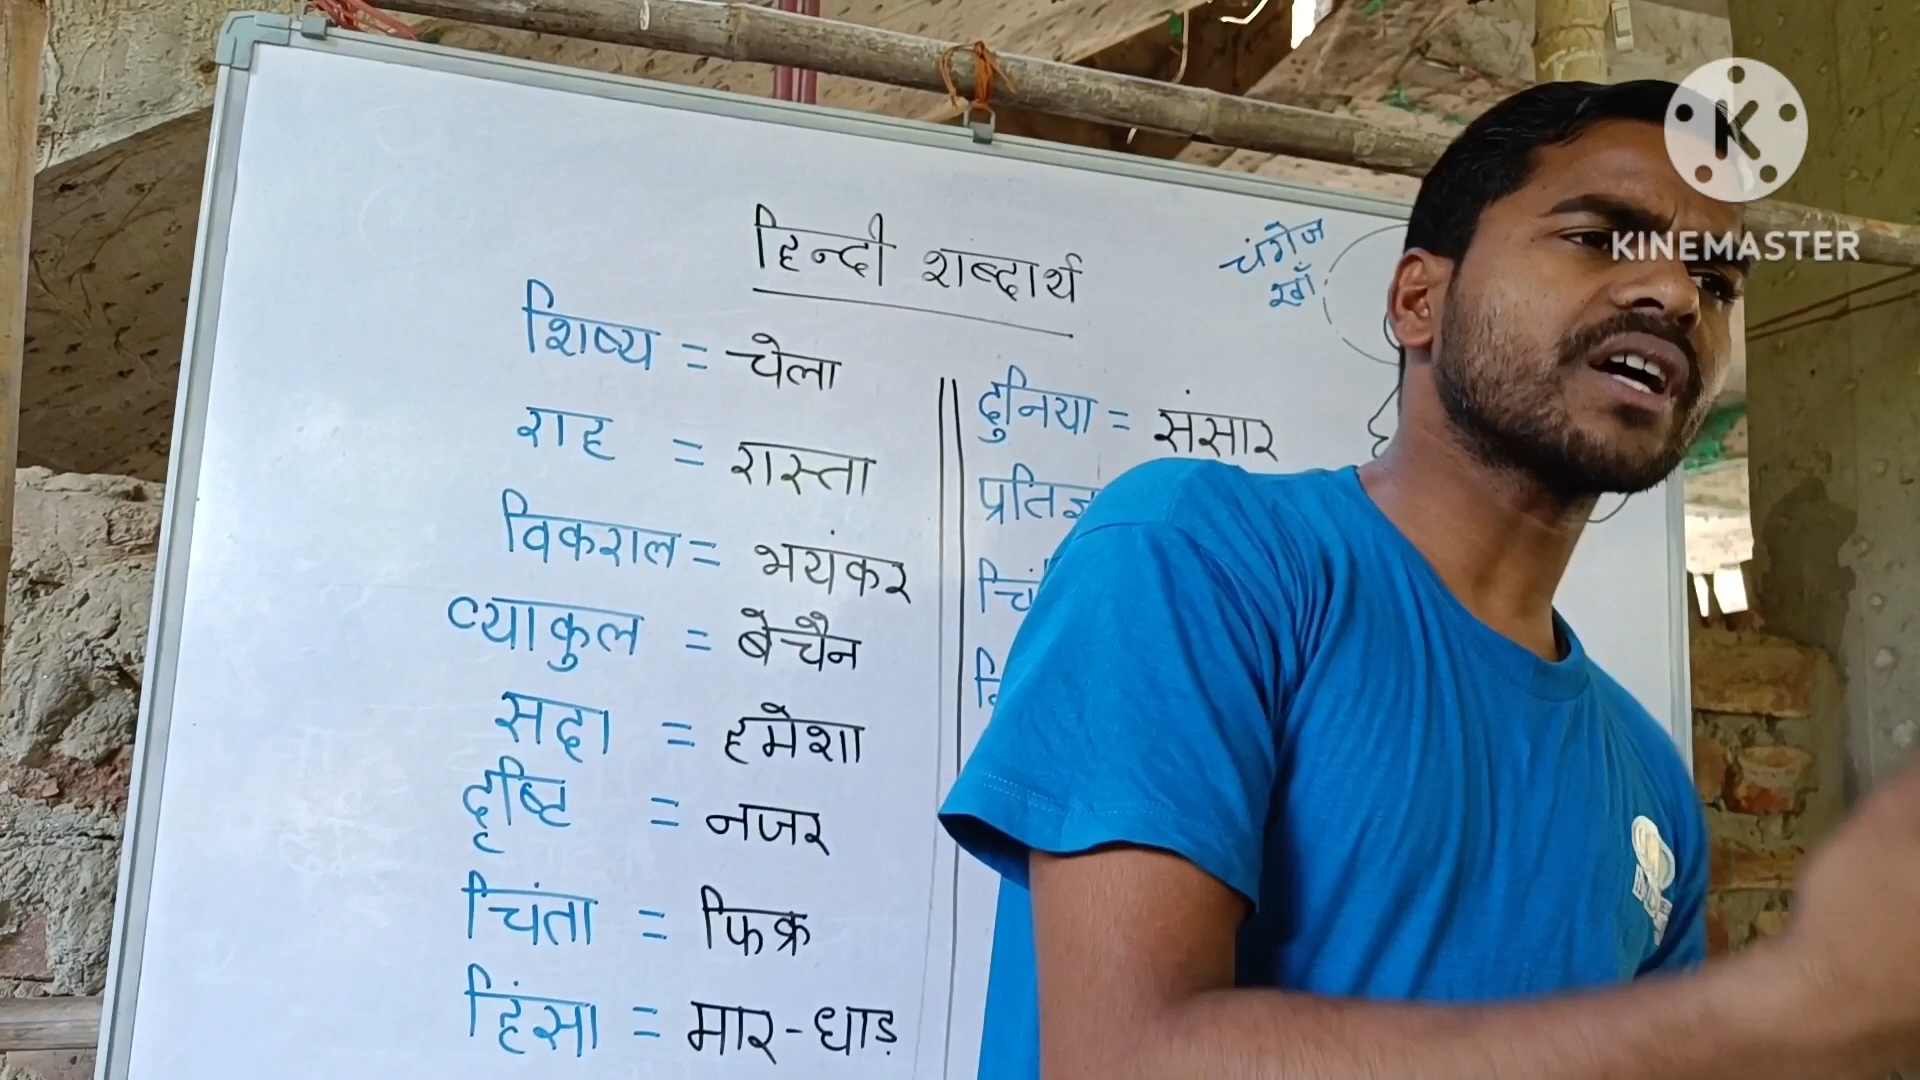 हिन्दी शब्दार्थ
शिष्य = चेला
राह = रास्ता
विकराल = भयंकर
व्याकुल = बेचैन
सदा = हमेशा
दृष्टि = नजर
चिंता = फिक्र
हिंसा = मार-धाड़
दुनिया = संसार
चंगेज
खाँ
K
KINEMASTER